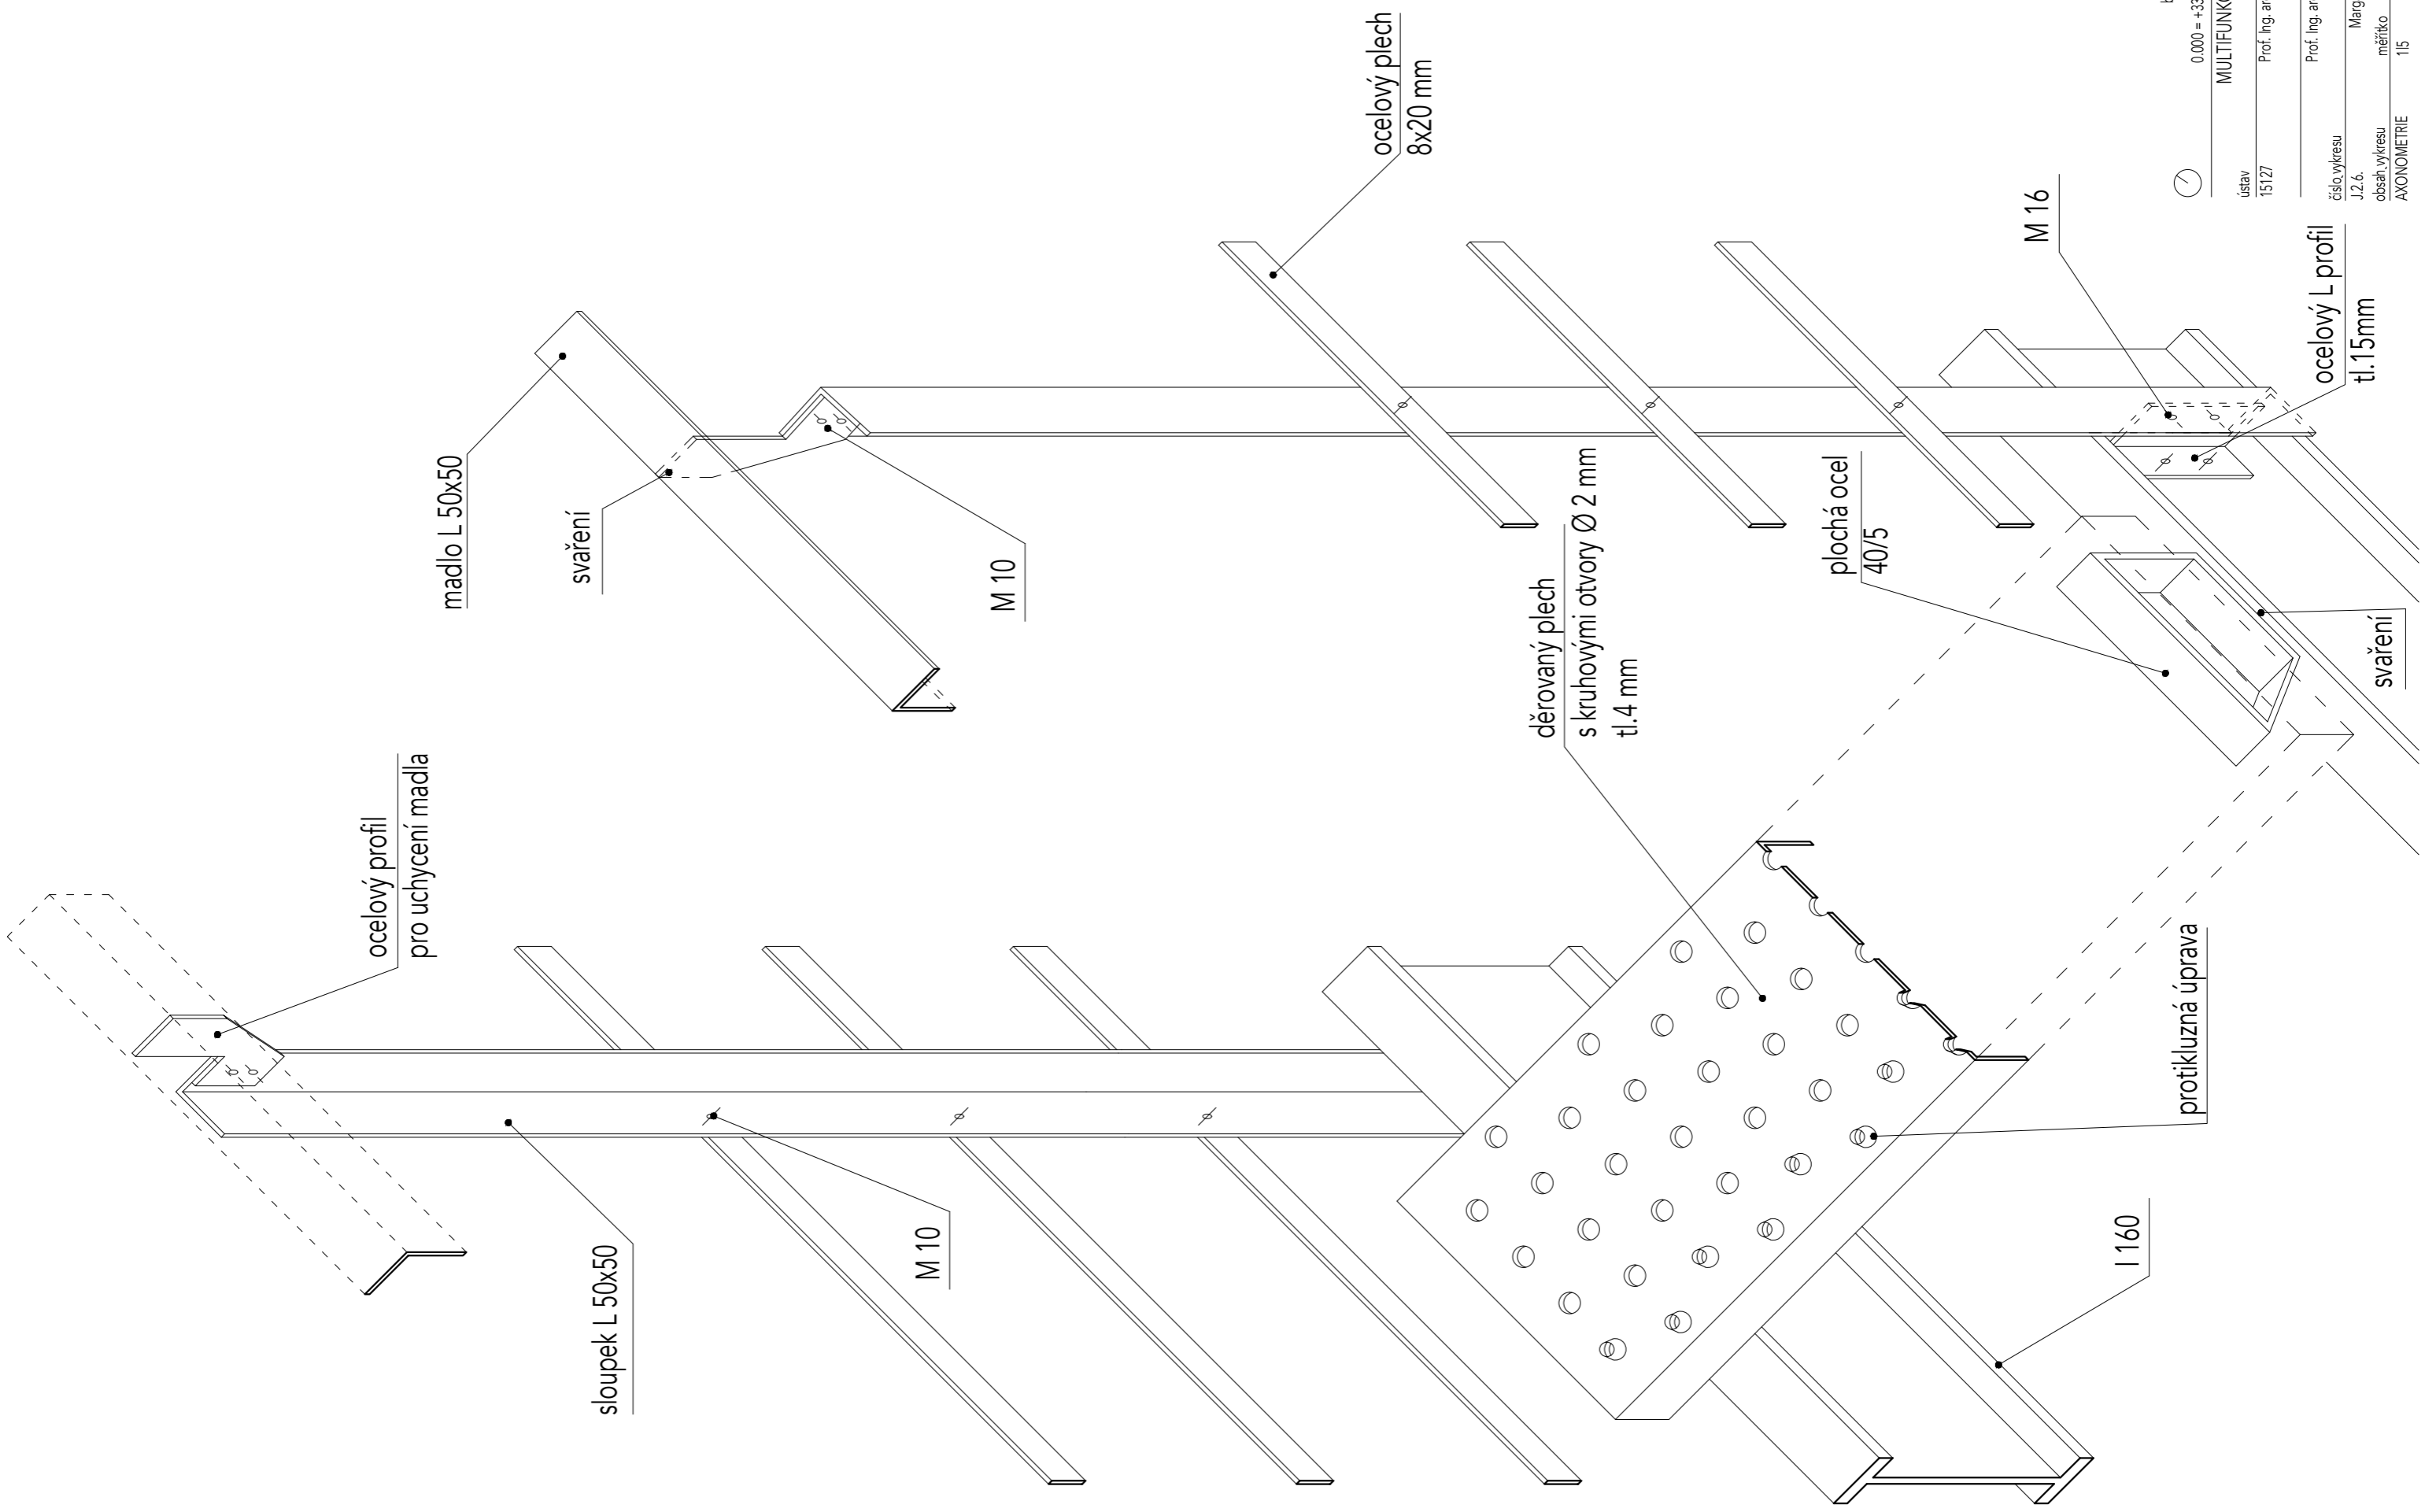 ocelový profil
pro uchycení madla
madlo L 50x50
svaření
M 10
ocelový plech
8x20 mm
sloupek L 50x50
M 10
děrovaný plech
s kruhovými otvory Ø 2 mm
tl.4 mm
plochá ocel
40/5
M 16
ocelový L profil
tl.15mm
svaření
protikluzná úprava
I 160
0.000 = +33
MULTIFUNKC
ústav
15127
Prof. Ing. ar
Prof. Ing. ar
číslo výkresu
J.2.6.
Marg
obsah výkresu
měřítko
AXONOMETRIE
1|5